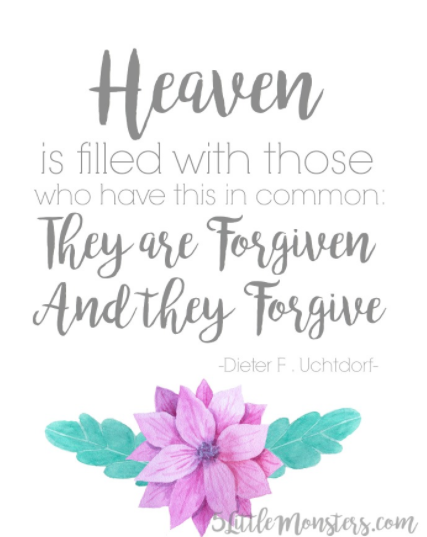 Heaven
is filled with those
who have this in common:
They are Forgiven
And they Forgive
-Dieter F . Uchtdorf-
5LittleMonsters.com